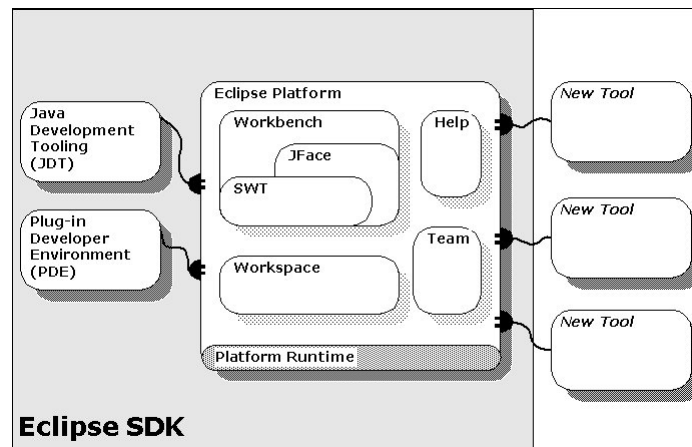 Eclipse Platform
Java
Development
Tooling
(JDT)
Workbench
JFace
SWT
Help
New Tool
Plug-in
Developer
Environment
(PDE)
Workspace
Team
New Tool
New Tool
Platform Runtime
Eclipse SDK